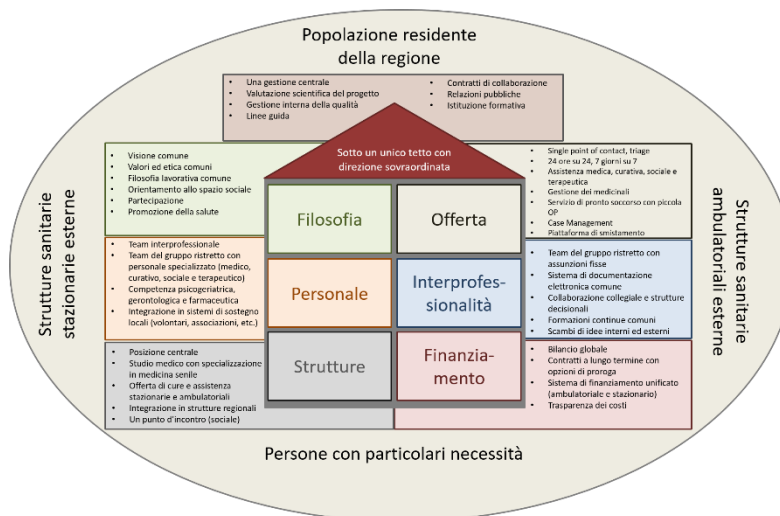 Popolazione residente
della regione
• Una gestione centrale
• Valutazione scientifica del progetto
• Gestione interna della qualità
• Linee guida
• Contratti di collaborazione
• Relazioni pubbliche
• Istituzione formativa
Sotto un unico tetto con
direzione sovraordinata
• Visione comune
• Valori ed etica comuni
• Filosofia lavorativa comune
• Orientamento allo spazio sociale
• Partecipazione
• Promozione della salute
Filosofia
Offerta
• Single point of contact, triage
• 24 ore su 24, 7 giorni su 7
• Assistenza medica, curativa, sociale e
terapeutica
• Gestione dei medicinali
• Servizio di pronto soccorso con piccola
OP
• Case Management
• Piattaforma di smistamento
Strutture sanitarie
stazionarie esterne
Strutture sanitarie
ambulatoriali esterne
• Team interprofessionale
• Team del gruppo ristretto con
personale specializzato (medico,
curativo, sociale e terapeutico)
• Competenza psicogeriatrica,
gerontologica e farmaceutica
• Integrazione in sistemi di sostegno
locali (volontari, associazioni, etc.)
Personale
Interprofes-
sionalità
• Team del gruppo ristretto con
assunzioni fisse
• Sistema di documentazione
elettronica comune
• Collaborazione collegiale e strutture
decisionali
• Formazioni continue comuni
• Scambi di idee interni ed esterni
• Posizione centrale
• Studio medico con specializzazione
in medicina senile
• Offerta di cure e assistenza
stazionarie e ambulatoriali
• Integrazione in strutture regionali
• Un punto d'incontro (sociale)
Strutture
Finanzia-
mento
• Bilancio globale
• Contratti a lungo termine con
opzioni di proroga
• Sistema di finanziamento unificato
(ambulatoriale e stazionario)
• Trasparenza dei costi
Persone con particolari necessità